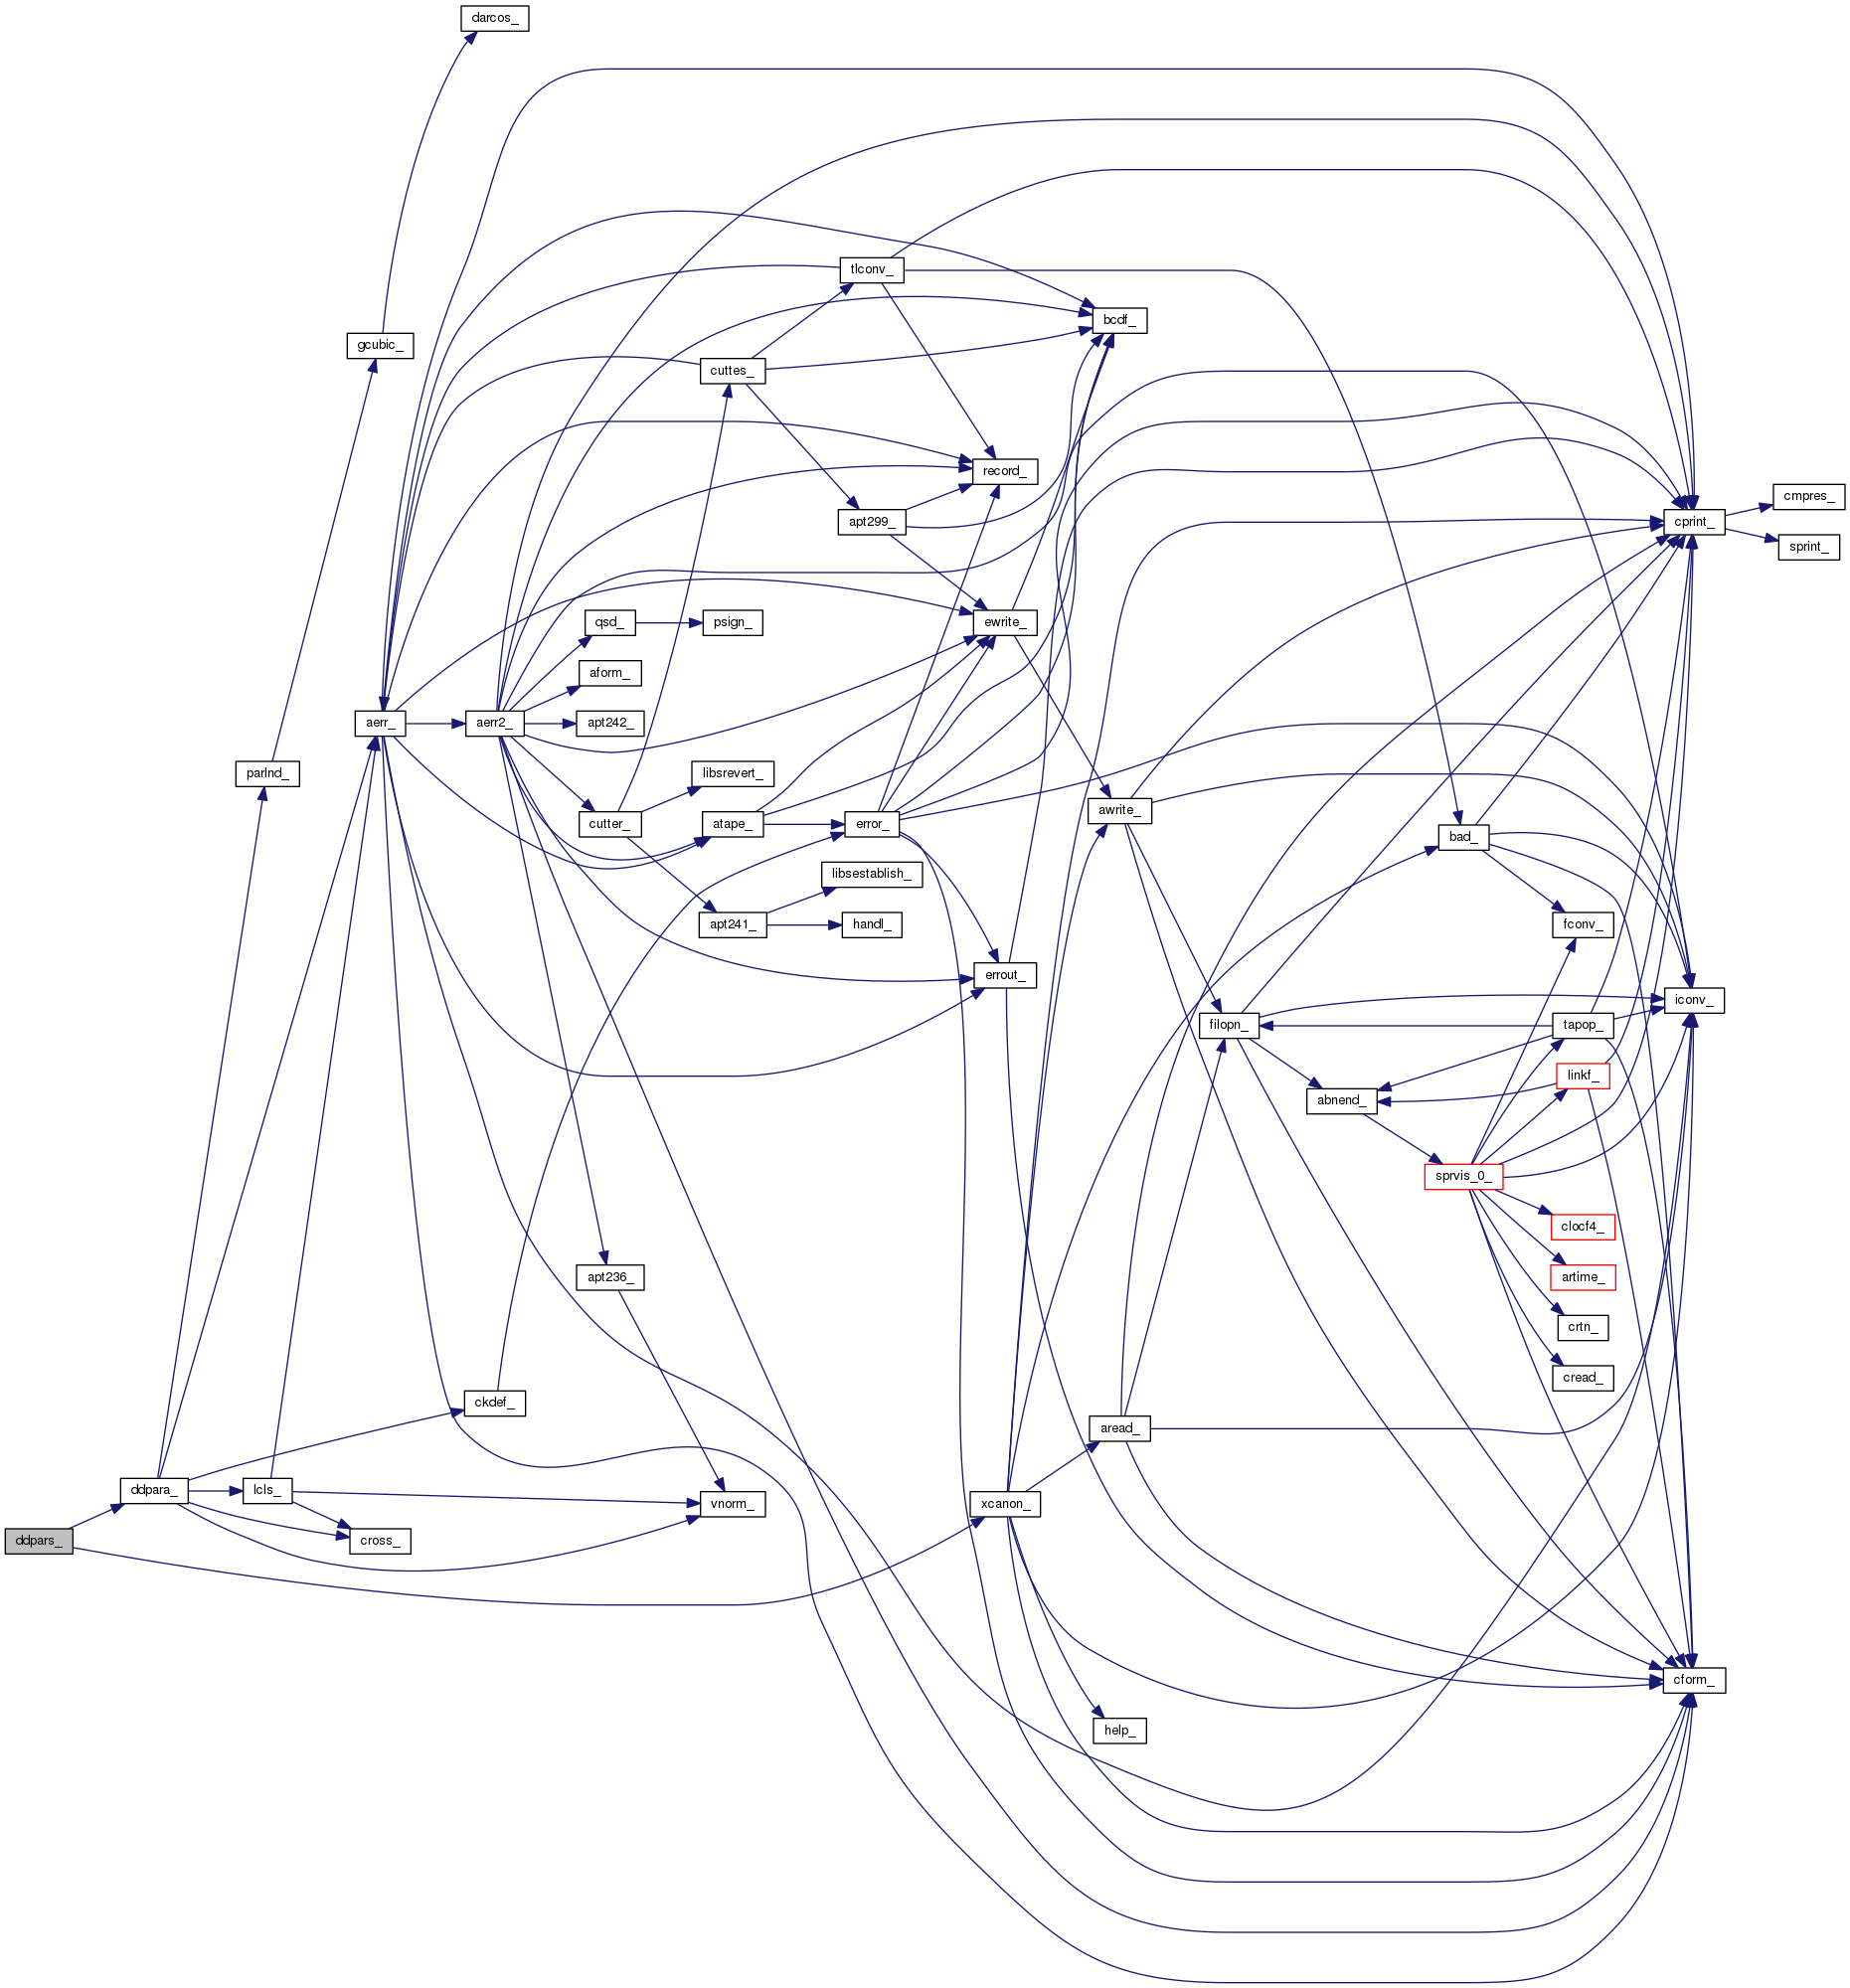 darcos_
gcubic_
tlconv_
bcdf_
cuttes_
record_
cmpres_
apt299_
cprint_
sprint_
qsd_
psign_
ewrite_
aform_
aerr_
aerr2_
apt242_
parlnd_
libsrevert_
awrite_
cutter_
atape_
error_
bad_
libsestablish_
apt241_
handl_
fconv_
errout_
iconv_
filopn_
tapop_
linkf_
abnend_
sprvis_0_
clocf4_
apt236_
artime_
crtn_
cread_
ckdef_
aread_
ddpara_
lcls_
vnorm_
xcanon_
ddpars_
cross_
cform_
help_